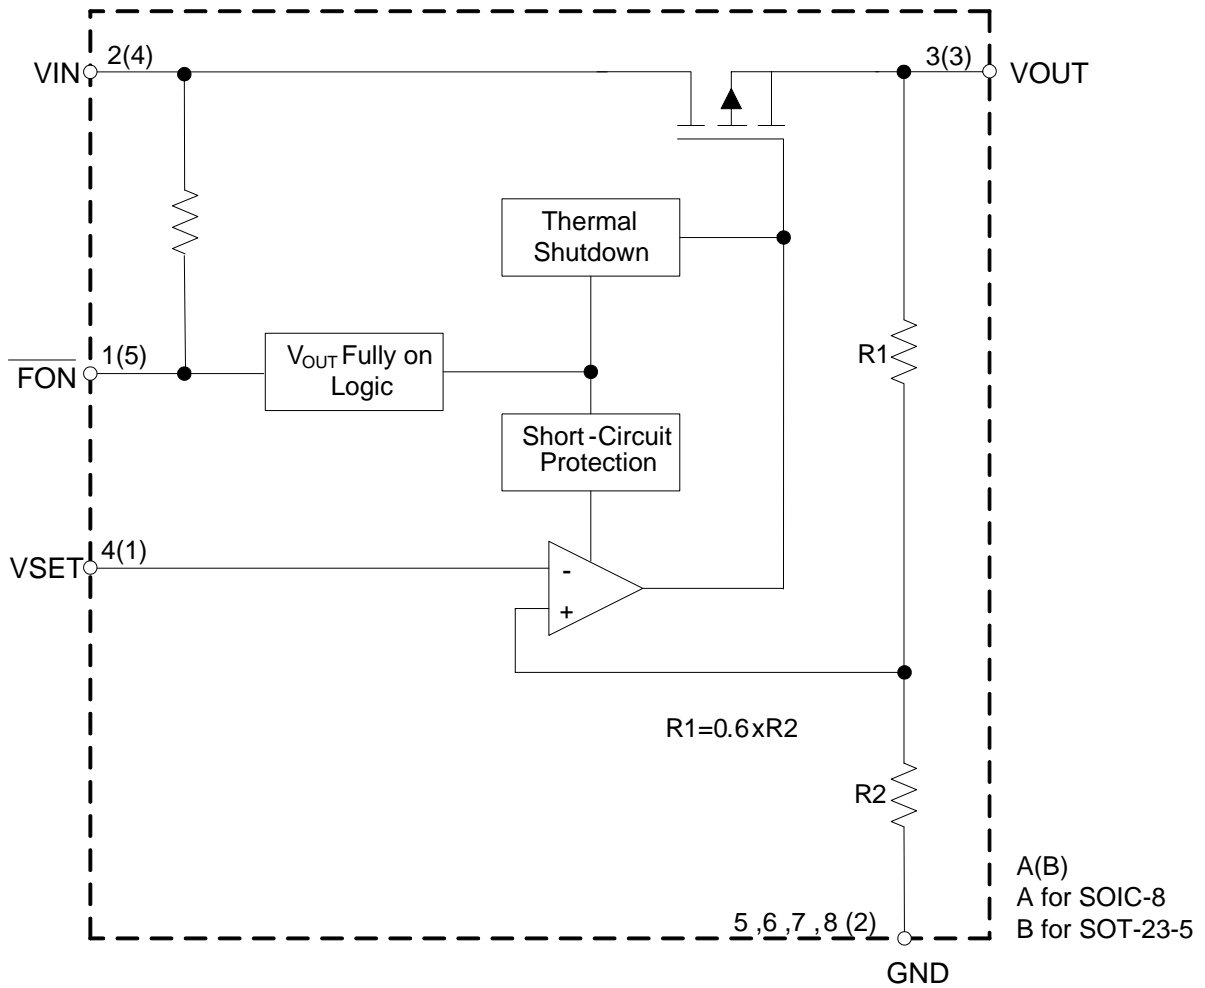 2(4)
3(3)
VIN
VOUT
Thermal
Shutdown
1(5)
FON
VOUT Fully on
Logic
R1
Short-Circuit
Protection
4(1)
VSET
-
+
R1=0.6xR2
R2
A(B)
A for SOIC-8
B for SOT-23-5
5 ,6 ,7 ,8 (2)
GND